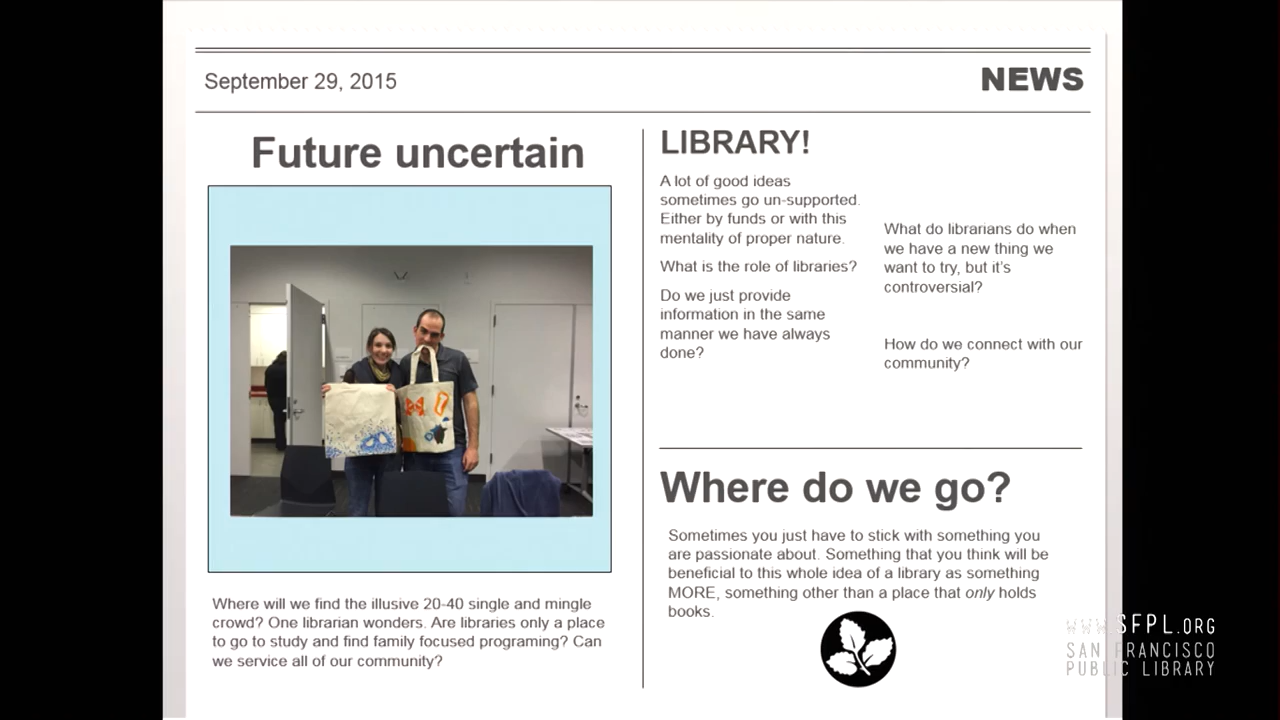 September 29, 2015
NEWS
Future uncertain
Where will we find the illusive 20-40 single and mingle
crowd? One librarian wonders. Are libraries only a place
to go to study and find family focused programing? Can
we service all of our community?
LIBRARY!
A lot of good ideas
sometimes go un-supported.
Either by funds or with this
mentality of proper nature.
What is the role of libraries?
Do we just provide
information in the same
manner we have always
done?
What do librarians do when
we have a new thing we
want to try, but it's
controversial?
How do we connect with our
community?
Where do we go?
Sometimes you just have to stick with something you
are passionate about. Something that you think will be
beneficial to this whole idea of a library as something
MORE, something other than a place that only holds
books.
WWW.SFPL.ORG
SAN FRANCISCO
PUBLIC LIBRARY